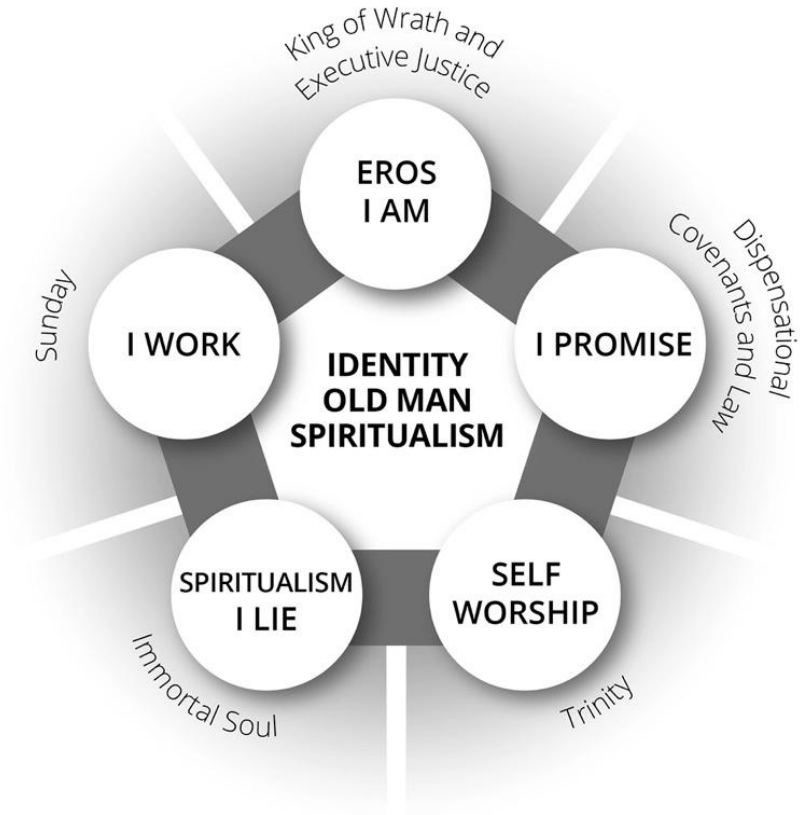 King of Wrath and
Executive Justice
EROS
I AM
Dispensational
Covenants and Law
I PROMISE
Sunday
I WORK
IDENTITY
OLD MAN
SPIRITUALISM
SPIRITUALISM
I LIE
Immortal Soul
SELF
WORSHIP
Trinity